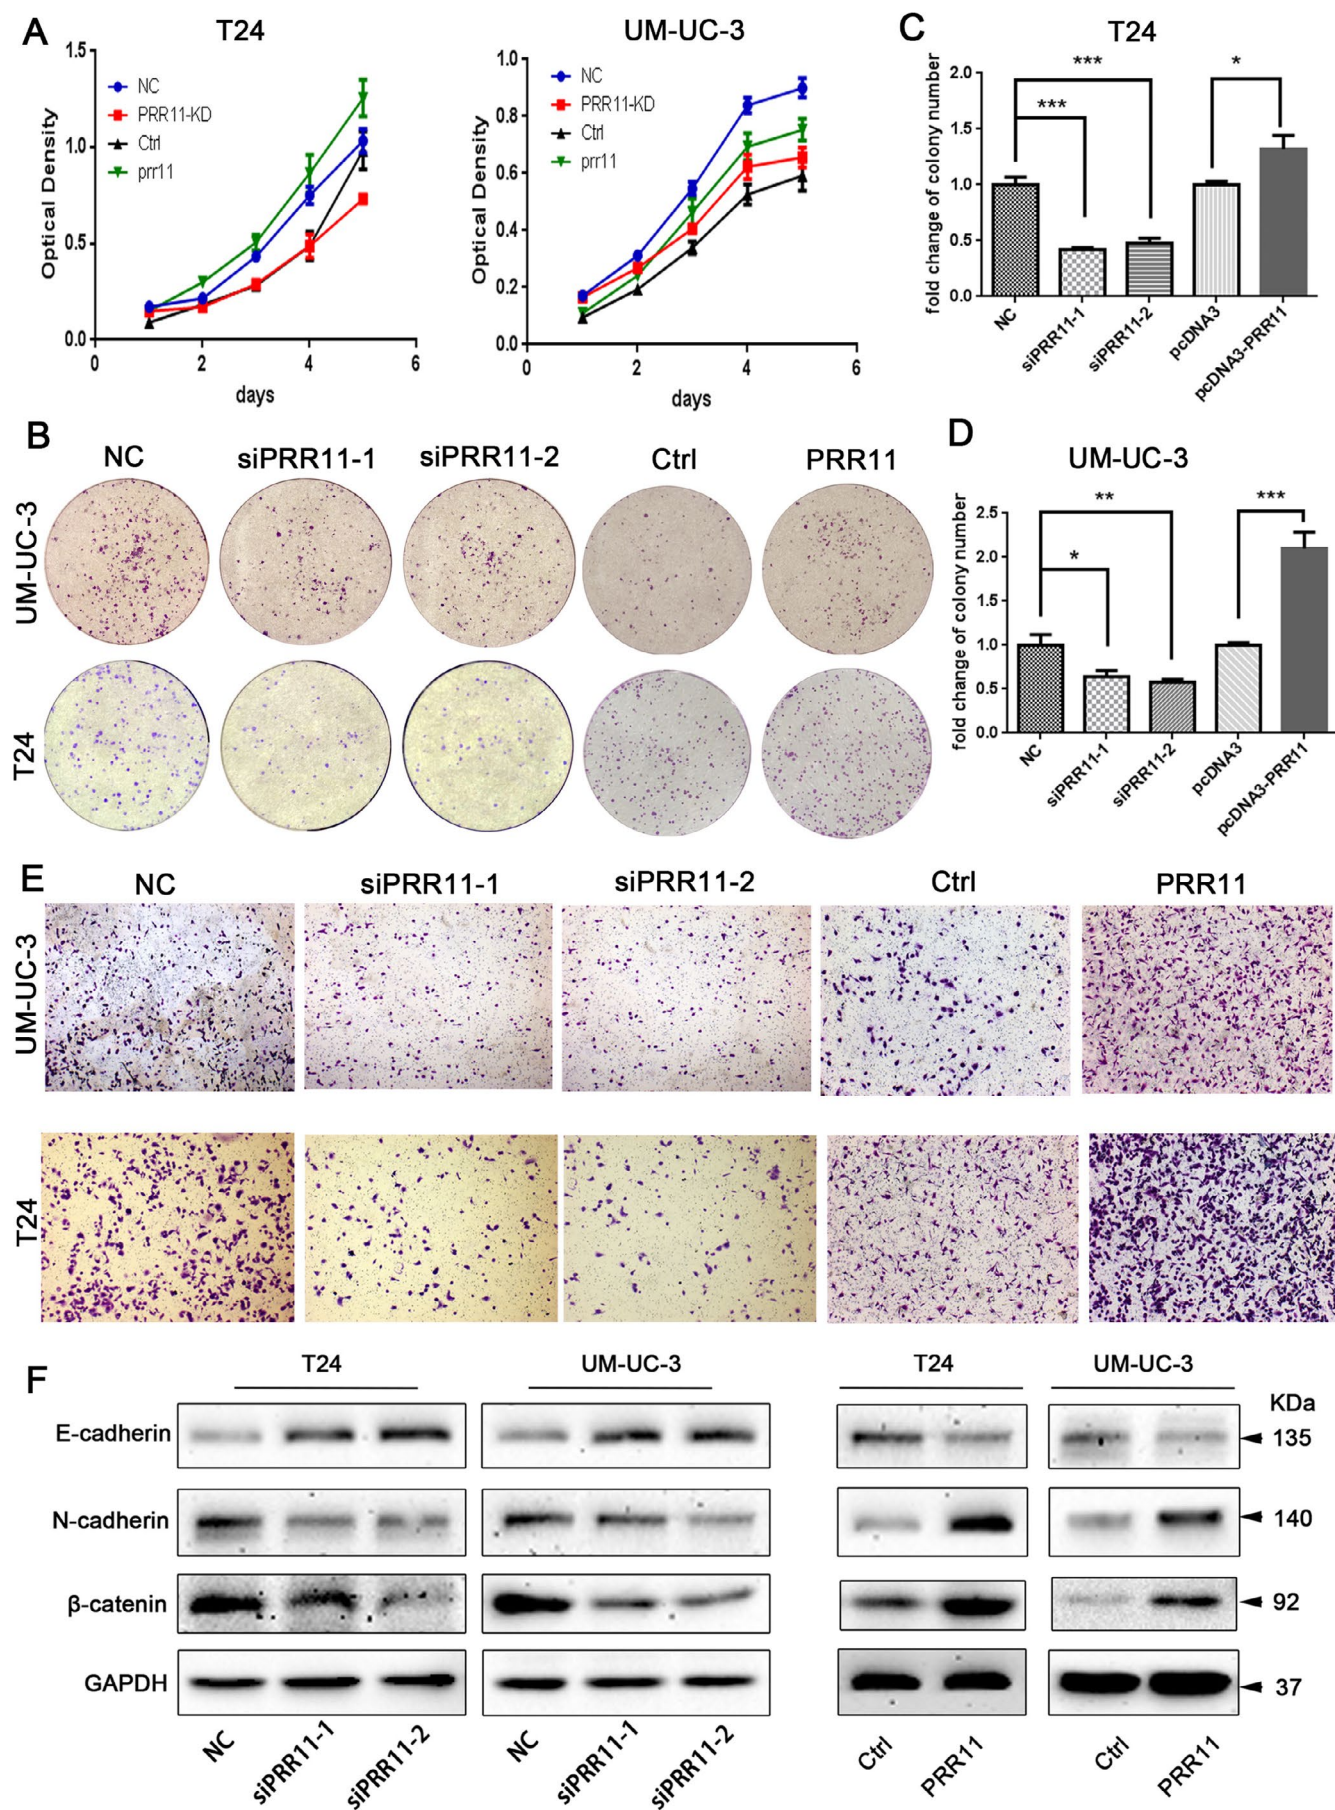 A
T24
UM-UC-3
Optical Density
1.5
1.0
0.5
0.0
NC
PRR11-KD
Ctrl
prr11
0 2 4 6
days
Optical Density
1.0
0.8
0.6
0.4
0.2
0.0
NC
PRR11-KD
Ctrl
prr11
0 2 4 6
days
C
T24
fold change of colony number
2.0
1.5
1.0
0.5
0.0
***
***
*
NC siPRR11-1 siPRR11-2 pcDNA3 pcDNA3-PRR11
B
NC siPRR11-1 siPRR11-2 Ctrl PRR11
UM-UC-3
T24
D
UM-UC-3
fold change of colony number
2.5
2.0
1.5
1.0
0.5
0.0
**
*
***
NC siPRR11-1 siPRR11-2 pcDNA3 pcDNA3-PRR11
E
NC siPRR11-1 siPRR11-2 Ctrl PRR11
UM-UC-3
T24
F
T24 UM-UC-3 T24 UM-UC-3
KDa
E-cadherin 135
N-cadherin 140
β-catenin 92
GAPDH 37
NC siPRR11-1 siPRR11-2 NC siPRR11-1 siPRR11-2 Ctrl PRR11 Ctrl PRR11